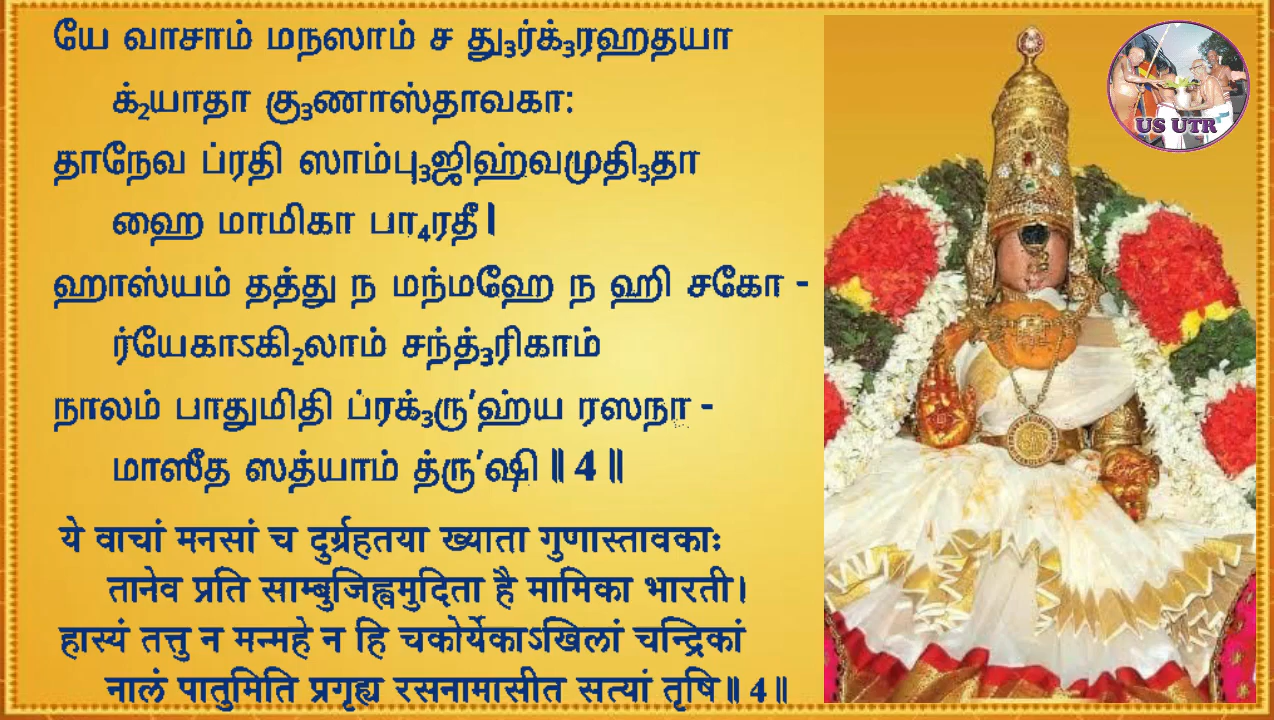 யே வாசாம் மநஸாம் ச து₃ர்க்₃ரஹதயா
க்₂யாதா கு₃ணாஸ்தாவகா:
தாநேவ ப்ரதி ஸாம்பு₃ஜிஹ்வமுதி₃தா
ஹை மாமிகா பா₄ரதீ |
ஹாஸ்யம் தத்து ந மந்மஹே ந ஹி சகோ -
ர்யேகாঽகி₂லாம் சந்த்₃ரிகாம்
நாலம் பாதுமிதி ப்ரக்₃ரு’ஹ்ய ரஸநா -
மாஸீத ஸத்யாம் த்ரு’ஷி ॥ 4 ॥
ये वाचां मनसां च दुर्ग्रहतया ख्याता गुणास्तावकाः
तानेव प्रति साम्बुजिह्वमुदिता है मामिका भारती।
हास्यं तत्तु न मन्महे न हि चकोर्येकाऽखिलां चन्द्रिकां
नालं पातुमिति प्रगृह्य रसनामासीत सत्यां तृषि॥ 4॥
US UTR